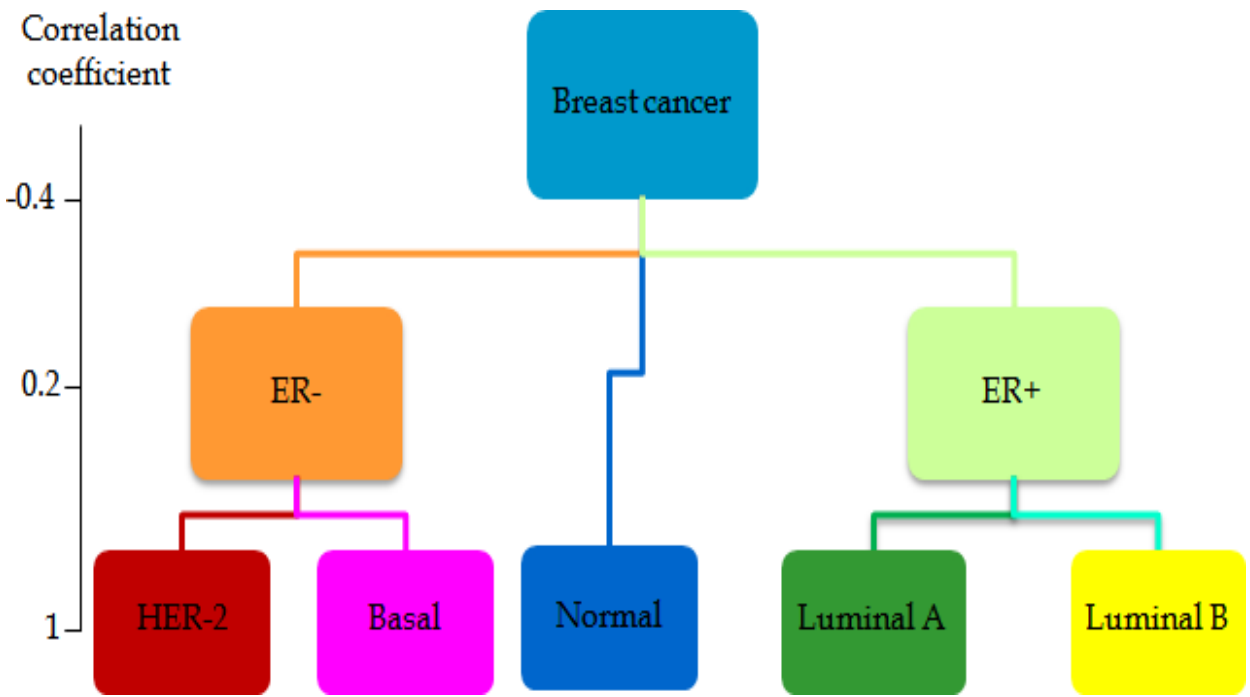 Correlation
coefficient
Breast cancer
-0.4
0.2
ER-
ER+
1
HER-2
Basal
Normal
Luminal A
Luminal B